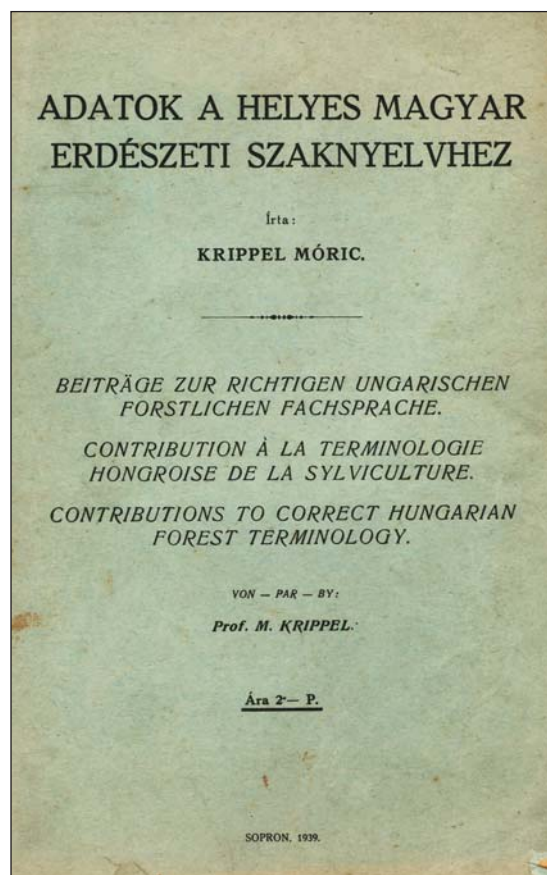 ADATOK A HELYES MAGYAR
ERDÉSZETI SZAKNYELVHEZ
Írta:
KRIPPEL MÓRIC.
BEITRÄGE ZUR RICHTIGEN UNGARISCHEN
FORSTLICHEN FACHSPRACHE.
CONTRIBUTION À LA TERMINOLOGIE
HONGROISE DE LA SYLVICULTURE.
CONTRIBUTIONS TO CORRECT HUNGARIAN
FOREST TERMINOLOGY.
VON — PAR — BY:
Prof. M. KRIPPEL.
Ára 2·— P.
SOPRON, 1939.